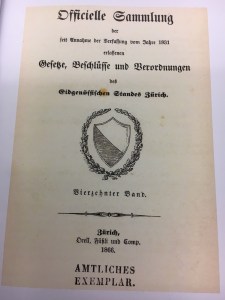 Officielle Sammlung
der
seit Annahme der Verfassung vom Jahre 1831
erlassenen
Gesetze, Beschlüsse und Verordnungen
des
Eidgenössischen Standes Zürich.
Vierzehnter Band.
Zürich,
Orell, Füßli und Comp.
1866.
AMTLICHES
EXEMPLAR.